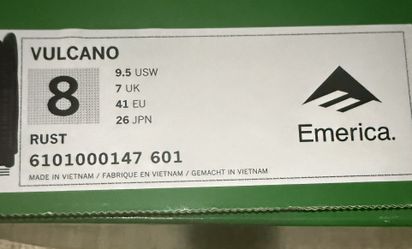 VULCANO
8
9.5 USW
7 UK
41 EU
26 JPN
RUST
6101000147 601
MADE IN VIETNAM / FABRIQUE EN VIETNAM / GEMACHT IN VIETNAM
Emerica.